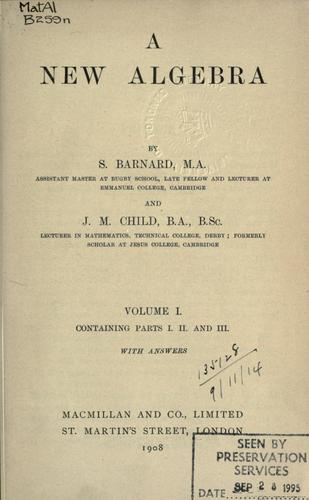 MatAl
B259n
A
NEW ALGEBRA
BY
S. BARNARD, M.A.
ASSISTANT MASTER AT RUGBY SCHOOL, LATE FELLOW AND LECTURER AT
EMMANUEL COLLEGE, CAMBRIDGE
AND
J. M. CHILD, B.A., B.Sc.
LECTURER IN MATHEMATICS, TECHNICAL COLLEGE, DERBY; FORMERLY
SCHOLAR AT JESUS COLLEGE, CAMBRIDGE
VOLUME I.
CONTAINING PARTS I. II. AND III.
WITH ANSWERS
135128
9/11/14
MACMILLAN AND CO., LIMITED
ST. MARTIN'S STREET, LONDON
1908
SEEN BY
PRESERVATION
SERVICES
DATE SEP 28 1995